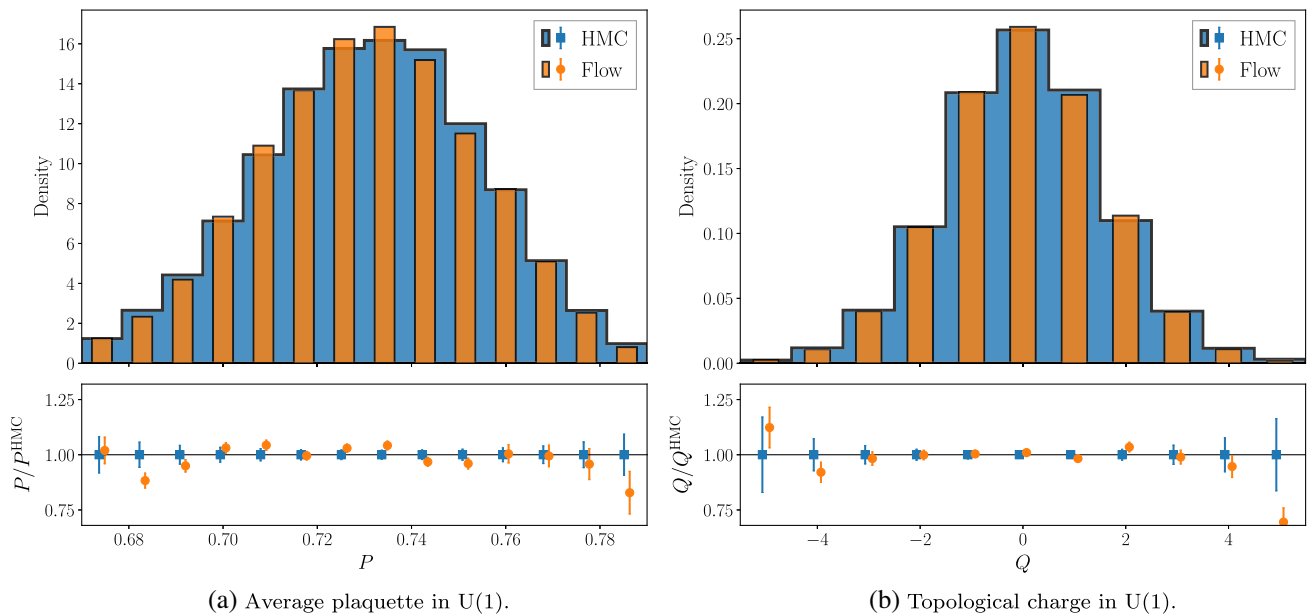 16
14
12
10
8
6
4
2
0
Density
HMC
Flow
1.25
1.00
0.75
P/P^HMC
0.68
0.70
0.72
0.74
0.76
0.78
P
(a) Average plaquette in U(1).
0.25
0.20
0.15
0.10
0.05
0.00
Density
HMC
Flow
1.25
1.00
0.75
Q/Q^HMC
−4
−2
0
2
4
Q
(b) Topological charge in U(1).